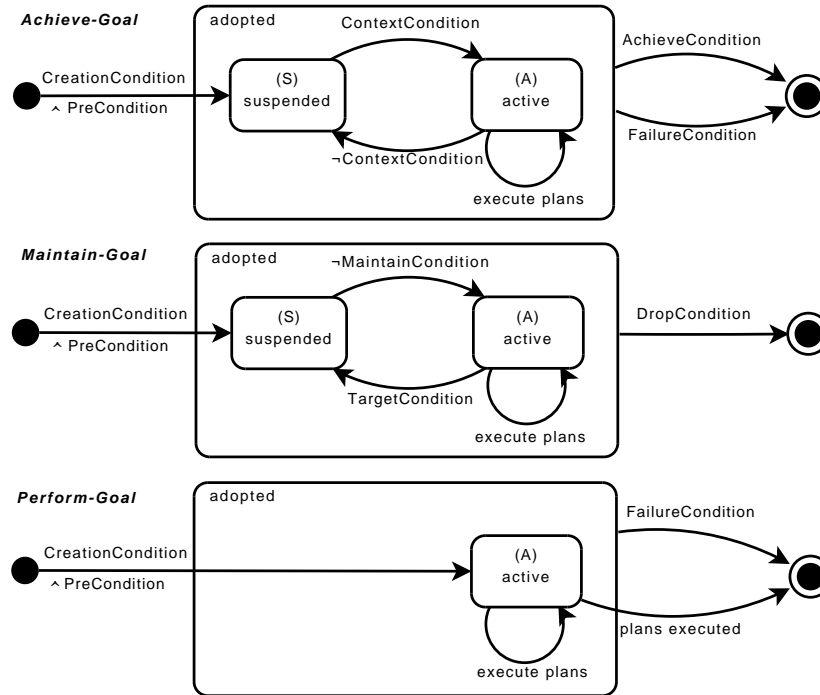 Achieve-Goal
adopted
ContextCondition
AchieveCondition
CreationCondition
^ PreCondition
(S)
suspended
(A)
active
¬ContextCondition
FailureCondition
execute plans
Maintain-Goal
adopted
¬MaintainCondition
CreationCondition
^ PreCondition
(S)
suspended
(A)
active
DropCondition
TargetCondition
execute plans
Perform-Goal
adopted
FailureCondition
CreationCondition
^ PreCondition
(A)
active
plans executed
execute plans